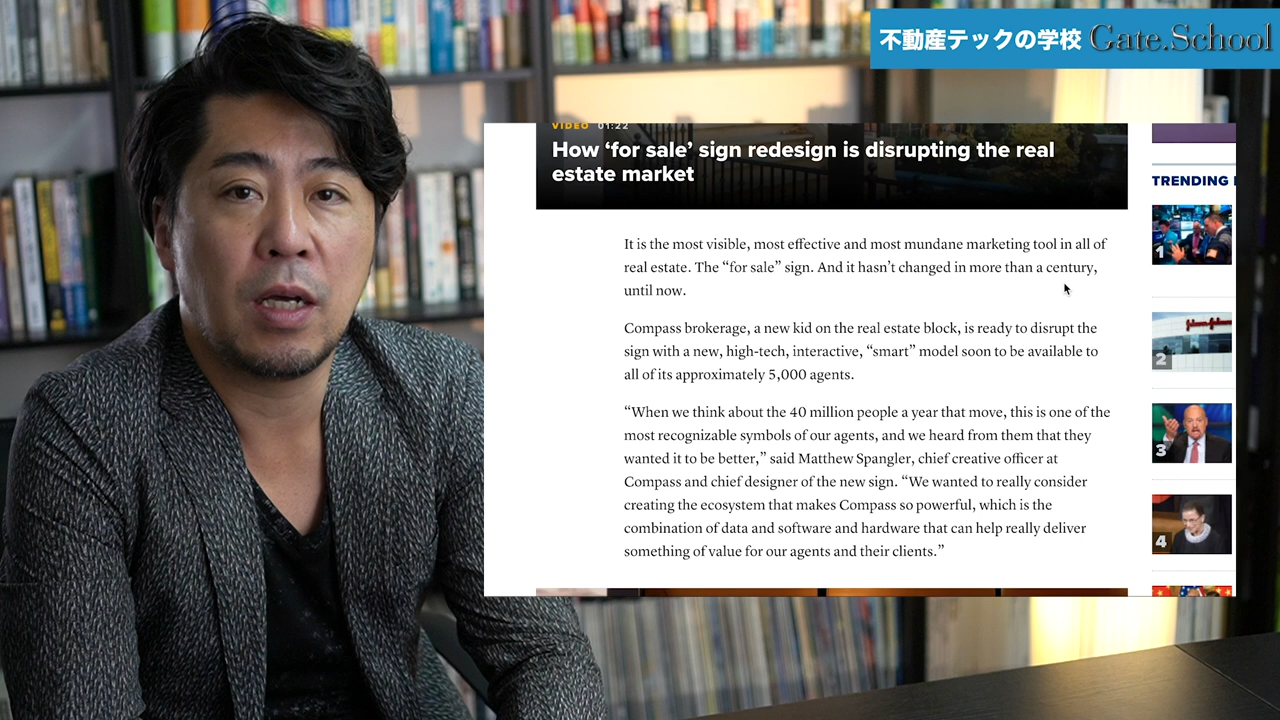 不動産テックの学校 Gate.School
VIDEO 01:22
How ‘for sale’ sign redesign is disrupting the real
estate market
It is the most visible, most effective and most mundane marketing tool in all of
real estate. The “for sale” sign. And it hasn’t changed in more than a century,
until now.
Compass brokerage, a new kid on the real estate block, is ready to disrupt the
sign with a new, high-tech, interactive, “smart” model soon to be available to
all of its approximately 5,000 agents.
“When we think about the 40 million people a year that move, this is one of the
most recognizable symbols of our agents, and we heard from them that they
wanted it to be better,” said Matthew Spangler, chief creative officer at
Compass and chief designer of the new sign. “We wanted to really consider
creating the ecosystem that makes Compass so powerful, which is the
combination of data and software and hardware that can help really deliver
something of value for our agents and their clients.”
TRENDING
1
Johnson & Johnson
2
3
4